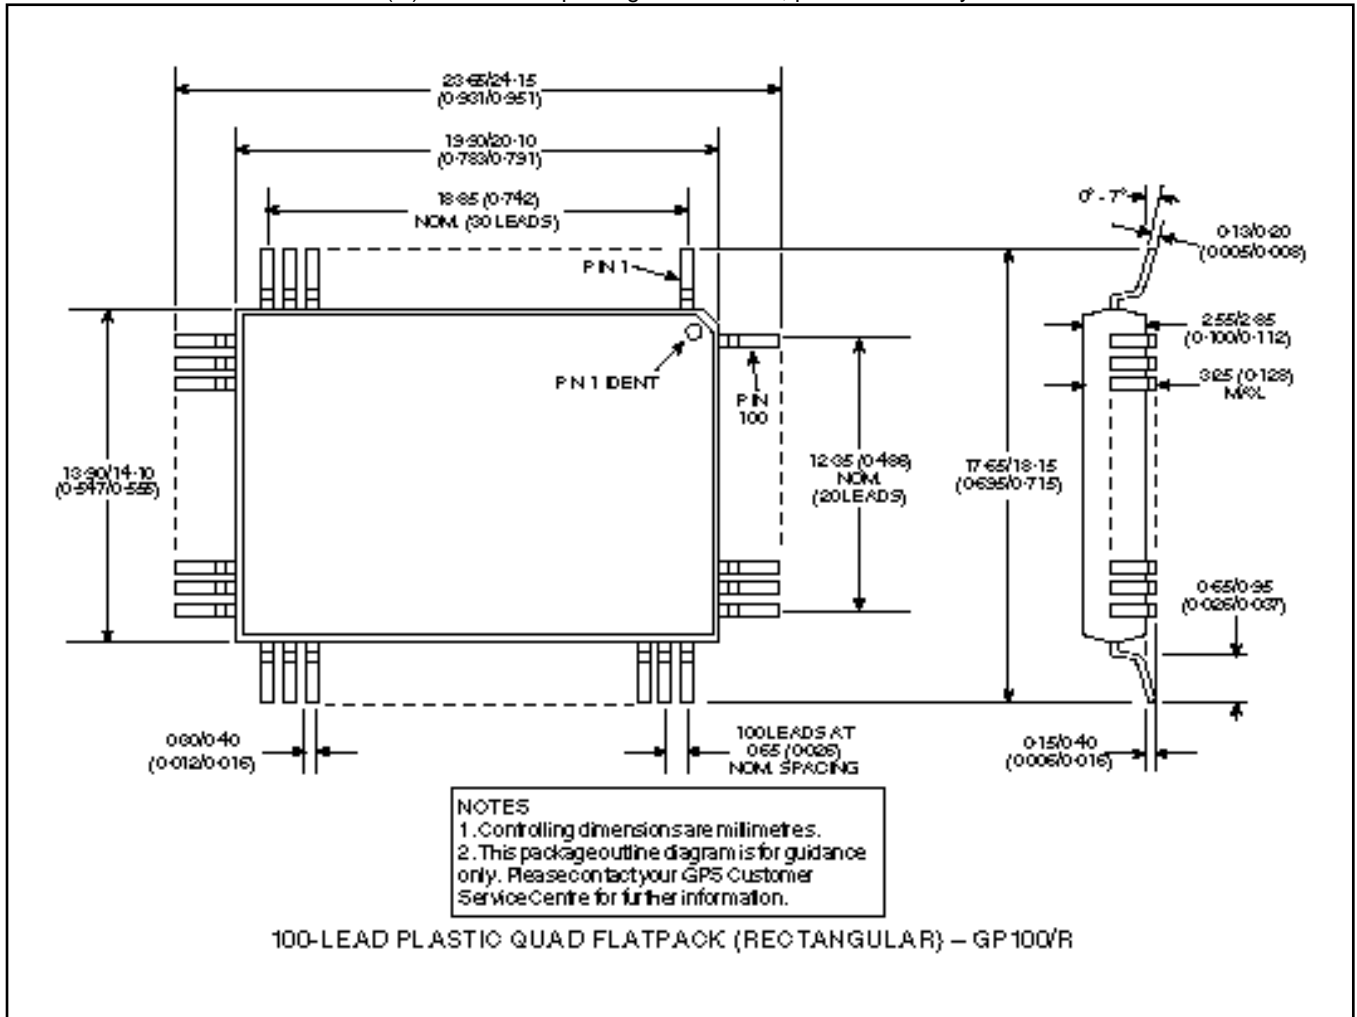 23·65/24·15
(0·931/0·951)
19·90/20·10
(0·783/0·791)
18·85 (0·742)
NOM. (30 LEADS)
PIN 1
0° - 7°
0·13/0·20
(0·005/0·008)
2·55/2·85
(0·100/0·112)
3·25 (0·128)
MAX.
PIN 1 IDENT
PIN
100
13·90/14·10
(0·547/0·555)
12·35 (0·486)
NOM.
(20 LEADS)
17·65/18·15
(0·695/0·715)
0·65/0·95
(0·026/0·037)
0·30/0·40
(0·012/0·016)
100 LEADS AT
0·65 (0·026)
NOM. SPACING
0·15/0·40
(0·006/0·016)
NOTES
1. Controlling dimensions are millimetres.
2. This package outline diagram is for guidance
only. Please contact your GPS Customer
Service Centre for further information.
100-LEAD PLASTIC QUAD FLATPACK (RECTANGULAR) – GP100/R